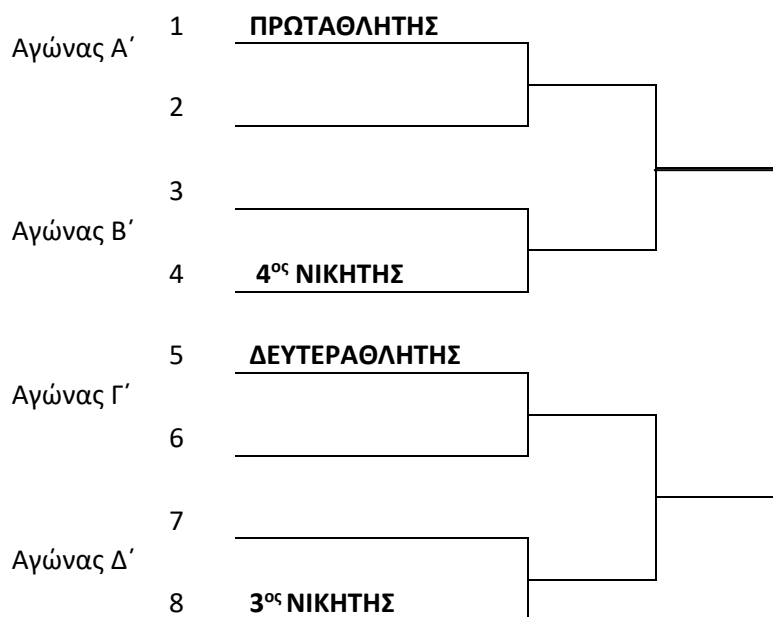 1 ΠΡΩΤΑΘΛΗΤΗΣ
Αγώνας Α΄
2
3
Αγώνας Β΄
4 4ος ΝΙΚΗΤΗΣ
5 ΔΕΥΤΕΡΑΘΛΗΤΗΣ
Αγώνας Γ΄
6
7
Αγώνας Δ΄
8 3ος ΝΙΚΗΤΗΣ